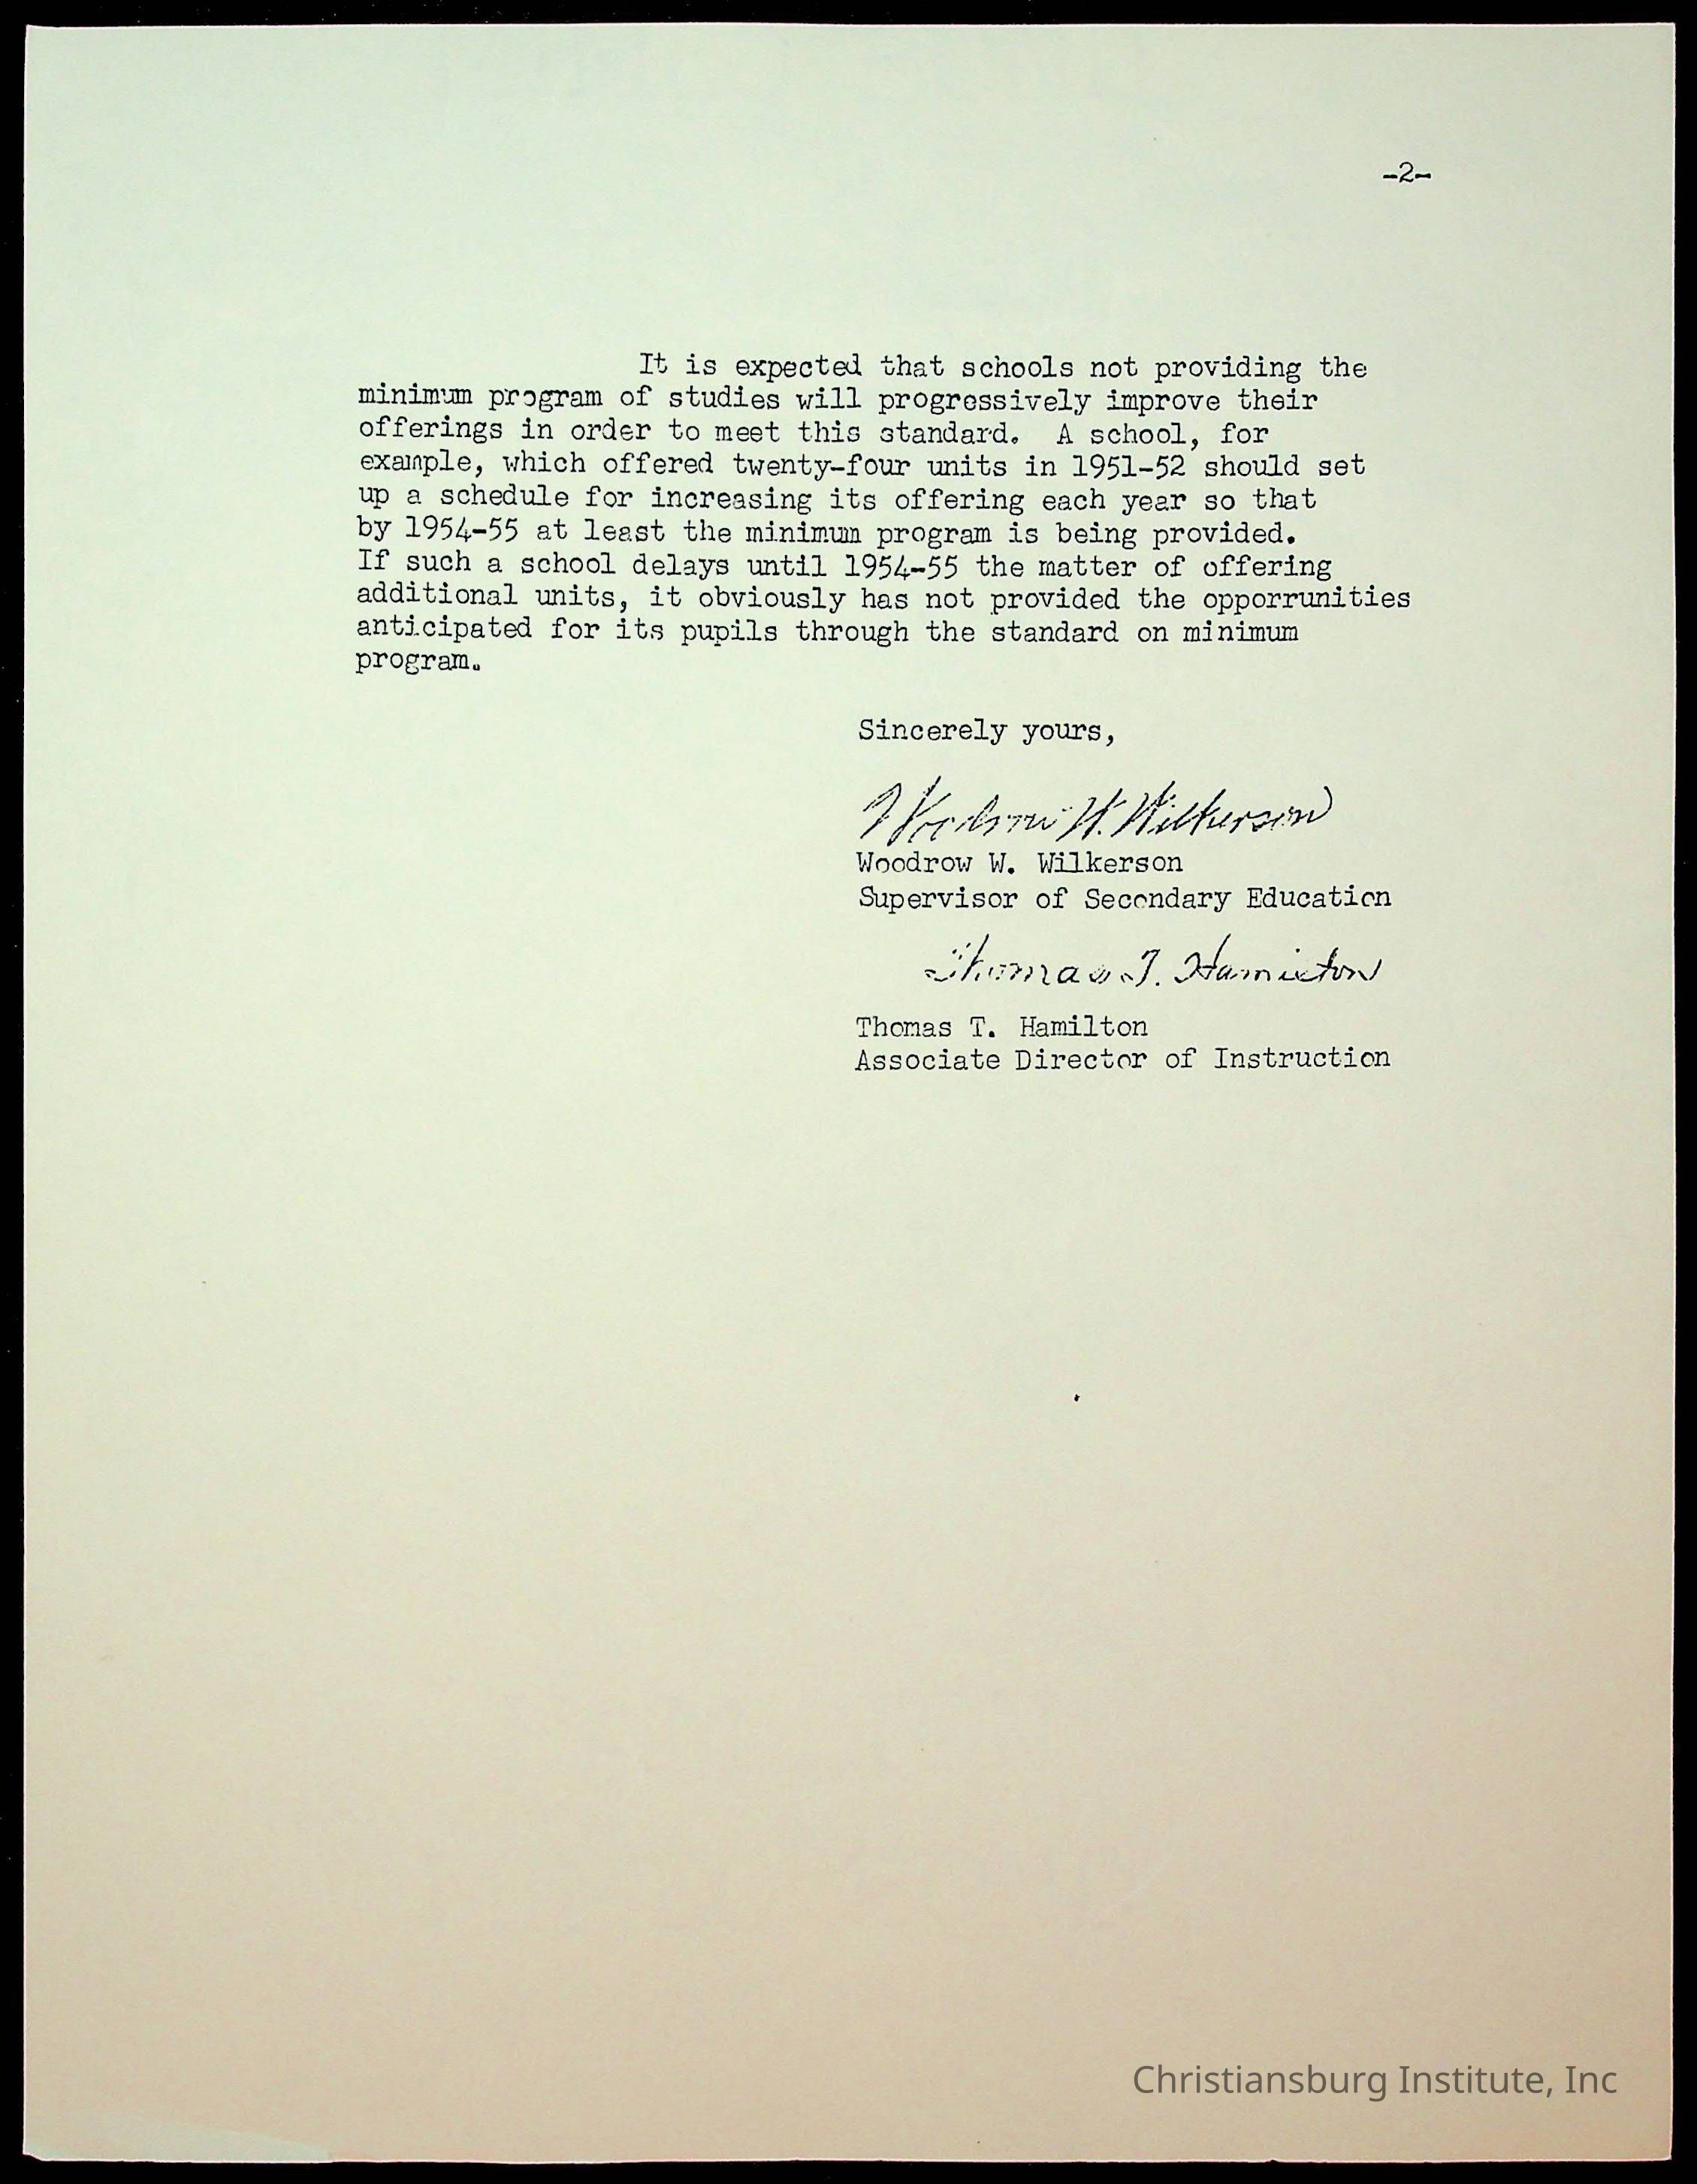 -2-
It is expected that schools not providing the
minimum program of studies will progressively improve their
offerings in order to meet this standard. A school, for
example, which offered twenty-four units in 1951-52 should set
up a schedule for increasing its offering each year so that
by 1954-55 at least the minimum program is being provided.
If such a school delays until 1954-55 the matter of offering
additional units, it obviously has not provided the opporrunities
anticipated for its pupils through the standard on minimum
program.
Sincerely yours,
Woodrow W. Wilkerson
Woodrow W. Wilkerson
Supervisor of Secondary Education
Thomas T. Hamilton
Thomas T. Hamilton
Associate Director of Instruction
Christiansburg Institute, Inc